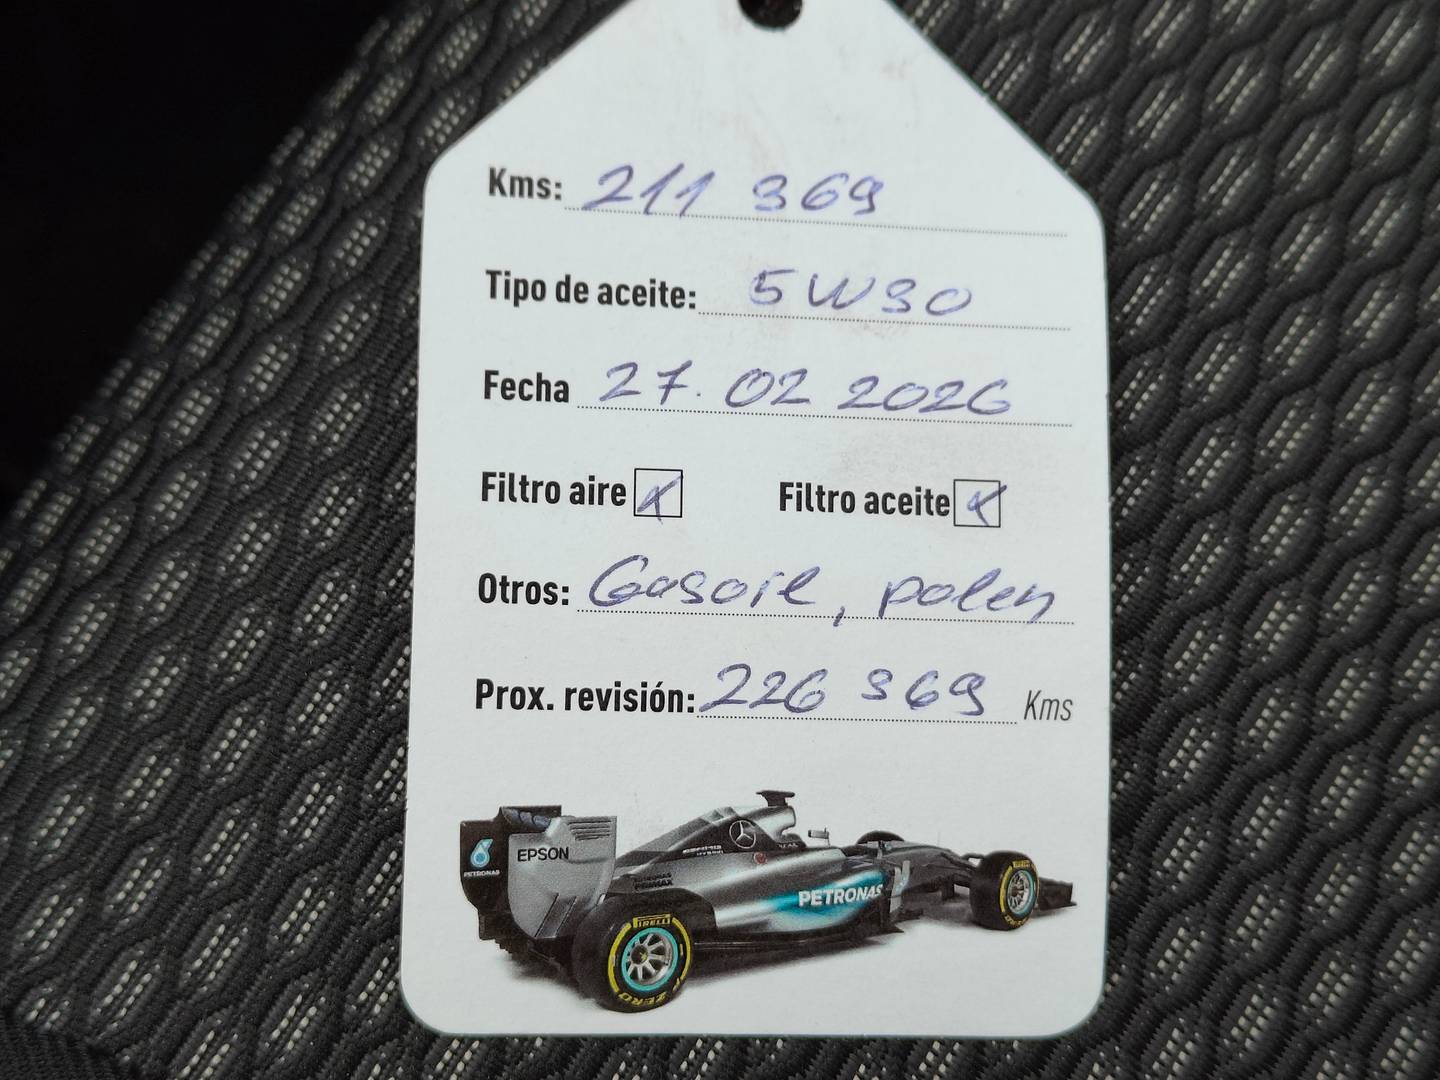 Kms: 211 369
Tipo de aceite: 5W30
Fecha 27.02 2026
Filtro aire x Filtro aceite x
Otros: Gasoil, polen
Prox. revisión: 226 369 Kms
EPSON
PETRONAS
PETRONAS
PIRELLI
ZERO